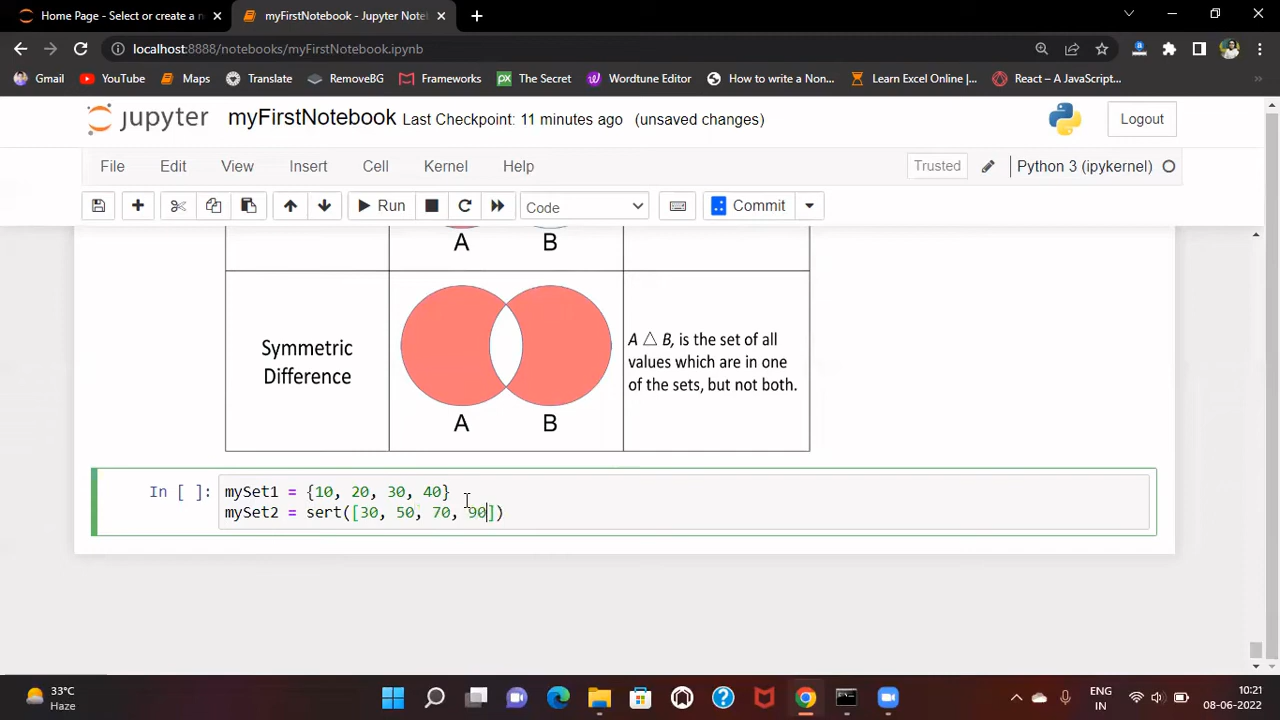 Home Page - Select or create a n
myFirstNotebook - Jupyter Note
localhost:8888/notebooks/myFirstNotebook.ipynb
Gmail YouTube Maps Translate RemoveBG Frameworks The Secret Wordtune Editor How to write a Non... Learn Excel Online |... React – A JavaScript... »
jupyter myFirstNotebook Last Checkpoint: 11 minutes ago (unsaved changes) Logout
File Edit View Insert Cell Kernel Help Trusted Python 3 (ipykernel)
Run Code Commit
A B
Symmetric
Difference
A △ B, is the set of all
values which are in one
of the sets, but not both.
A B
In [ ]: mySet1 = {10, 20, 30, 40}
mySet2 = sert([30, 50, 70, 90])
33°C
Haze
ENG
IN
10:21
08-06-2022